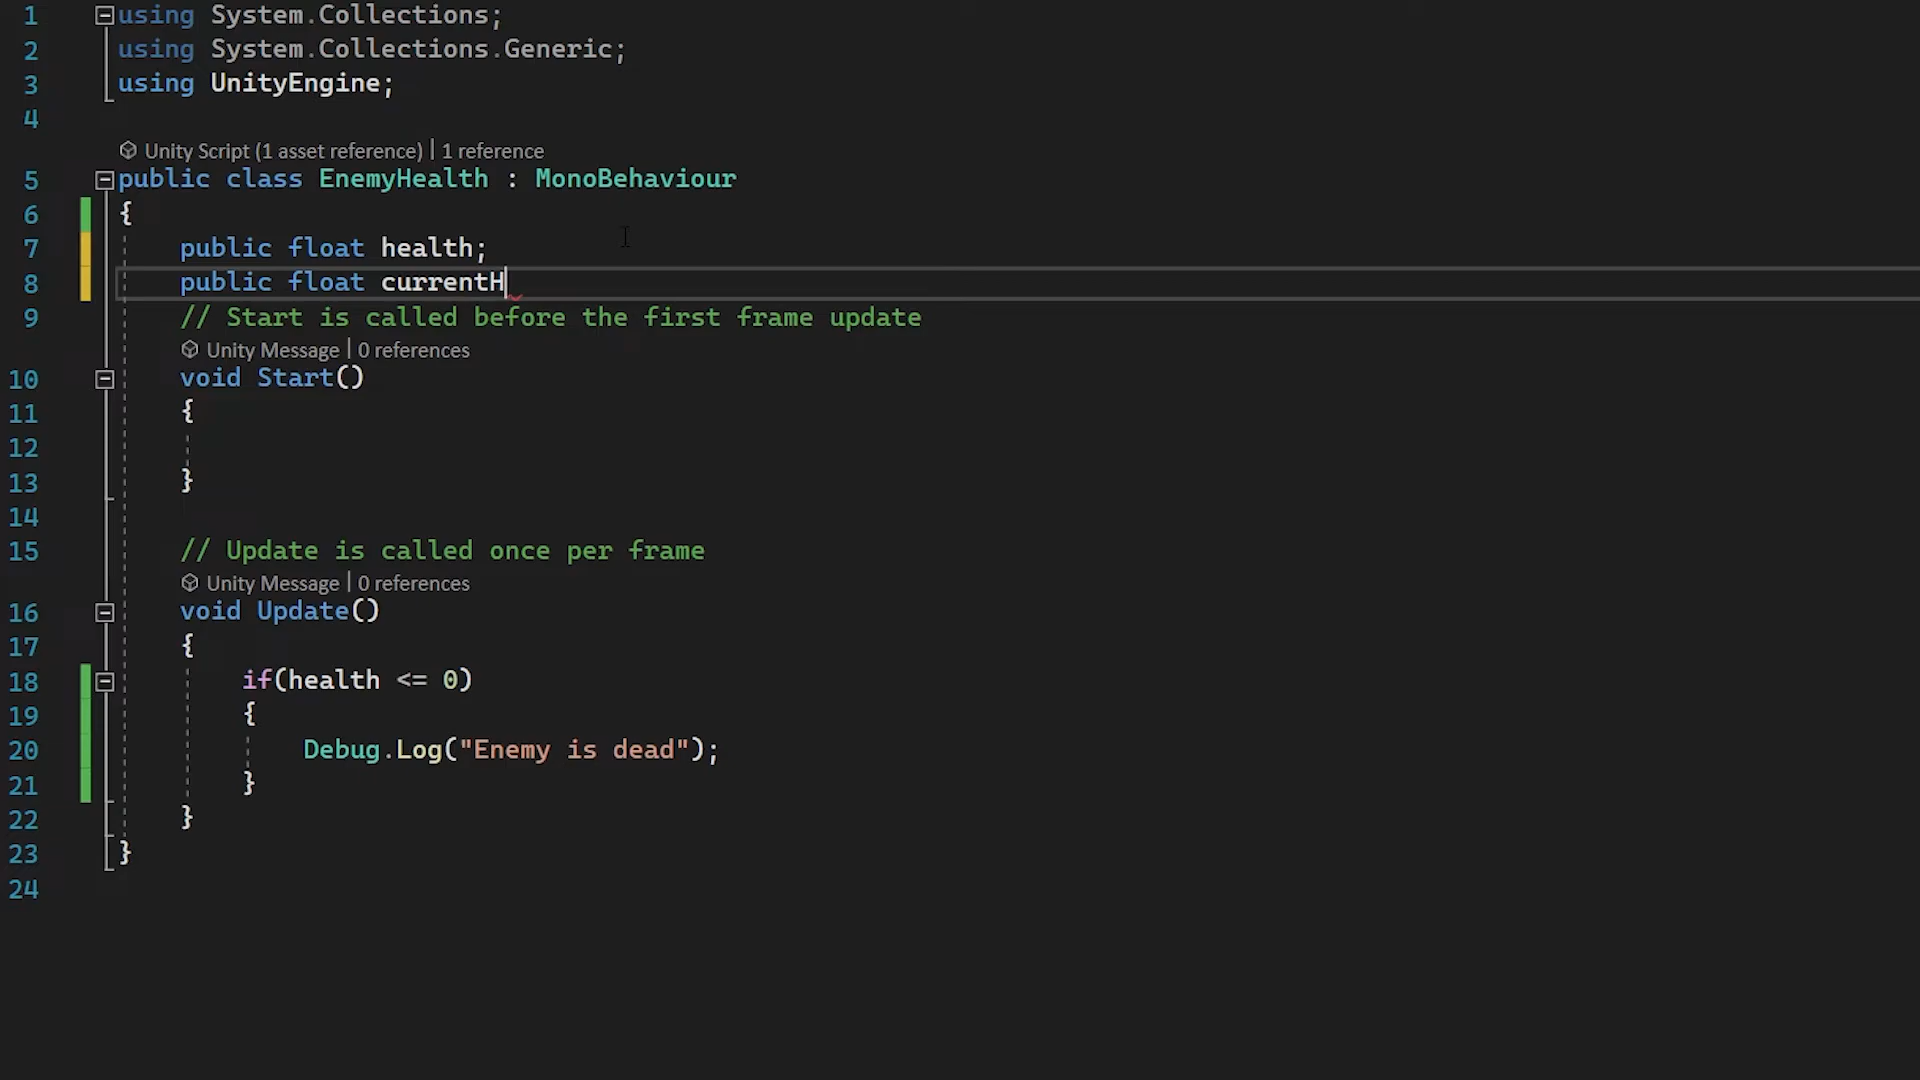 1 using System.Collections;
2 using System.Collections.Generic;
3 using UnityEngine;
4
Unity Script (1 asset reference) | 1 reference
5 public class EnemyHealth : MonoBehaviour
6 {
7 public float health;
8 public float currentH
9 // Start is called before the first frame update
Unity Message | 0 references
10 void Start()
11 {
12
13 }
14
15 // Update is called once per frame
Unity Message | 0 references
16 void Update()
17 {
18 if(health <= 0)
19 {
20 Debug.Log("Enemy is dead");
21 }
22 }
23 }
24